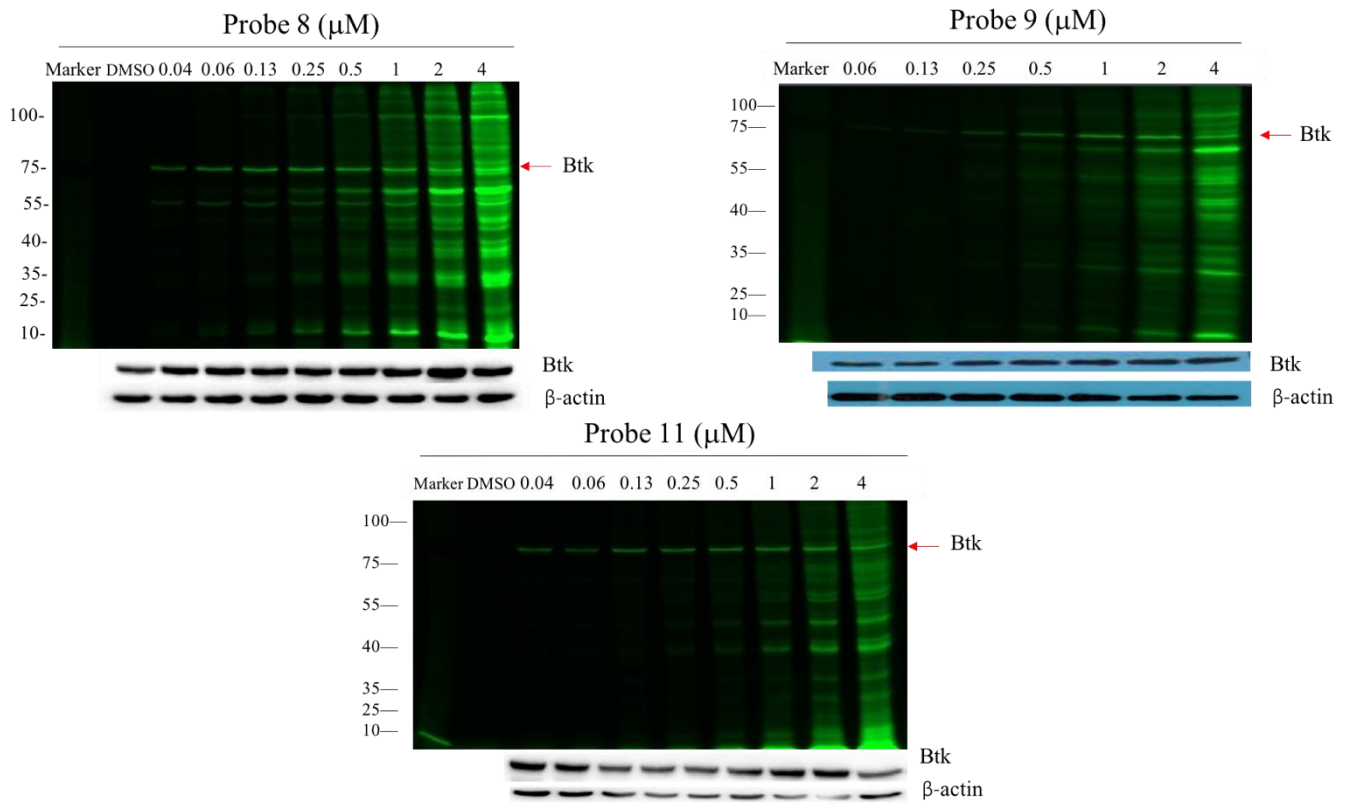 Probe 8 (μM)
Marker DMSO 0.04 0.06 0.13 0.25 0.5 1 2 4
100-
75-
55-
40-
35-
25-
10-
Btk
Btk
β-actin
Probe 9 (μM)
Marker 0.06 0.13 0.25 0.5 1 2 4
100—
75—
55—
40—
35—
25—
10—
Btk
Btk
β-actin
Probe 11 (μM)
Marker DMSO 0.04 0.06 0.13 0.25 0.5 1 2 4
100—
75—
55—
40—
35—
25—
10—
Btk
Btk
β-actin